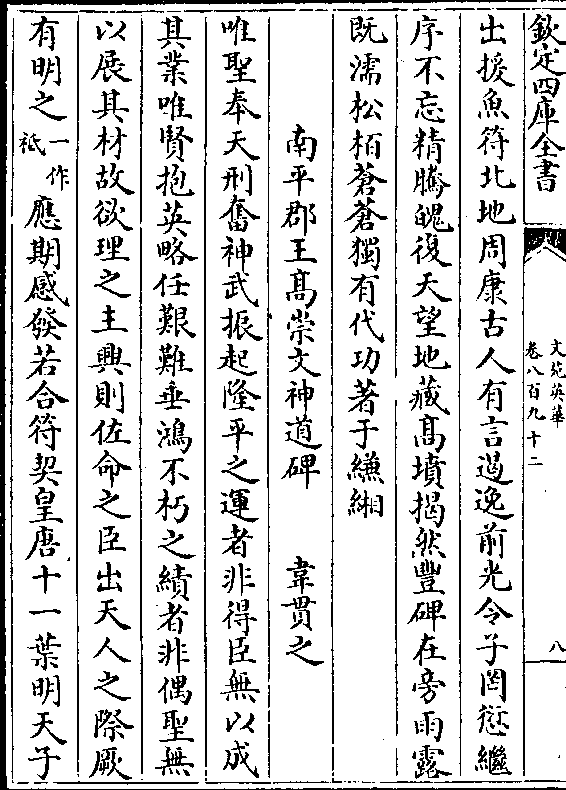 欽定四庫全書
文苑英華
卷八百九十二
八
出援魚符北地周康古人有言遏逸前光令子罔愆繼
序不忘精騰魄復天望地藏髙墳揭然豐碑在旁雨露
既濡松柏蒼蒼獨有代功著于縑緗
南平郡王髙崇文神道碑 韋貫之
唯聖奉天刑奮神武振起隆平之運者非得臣無以成
其業唯賢抱英略任艱難垂鴻不朽之績者非偶聖無
以展其材故欲理之主興則佐命之臣出天人之際厥
有明之一作祗應期感發若合符契皇唐十一葉明天子